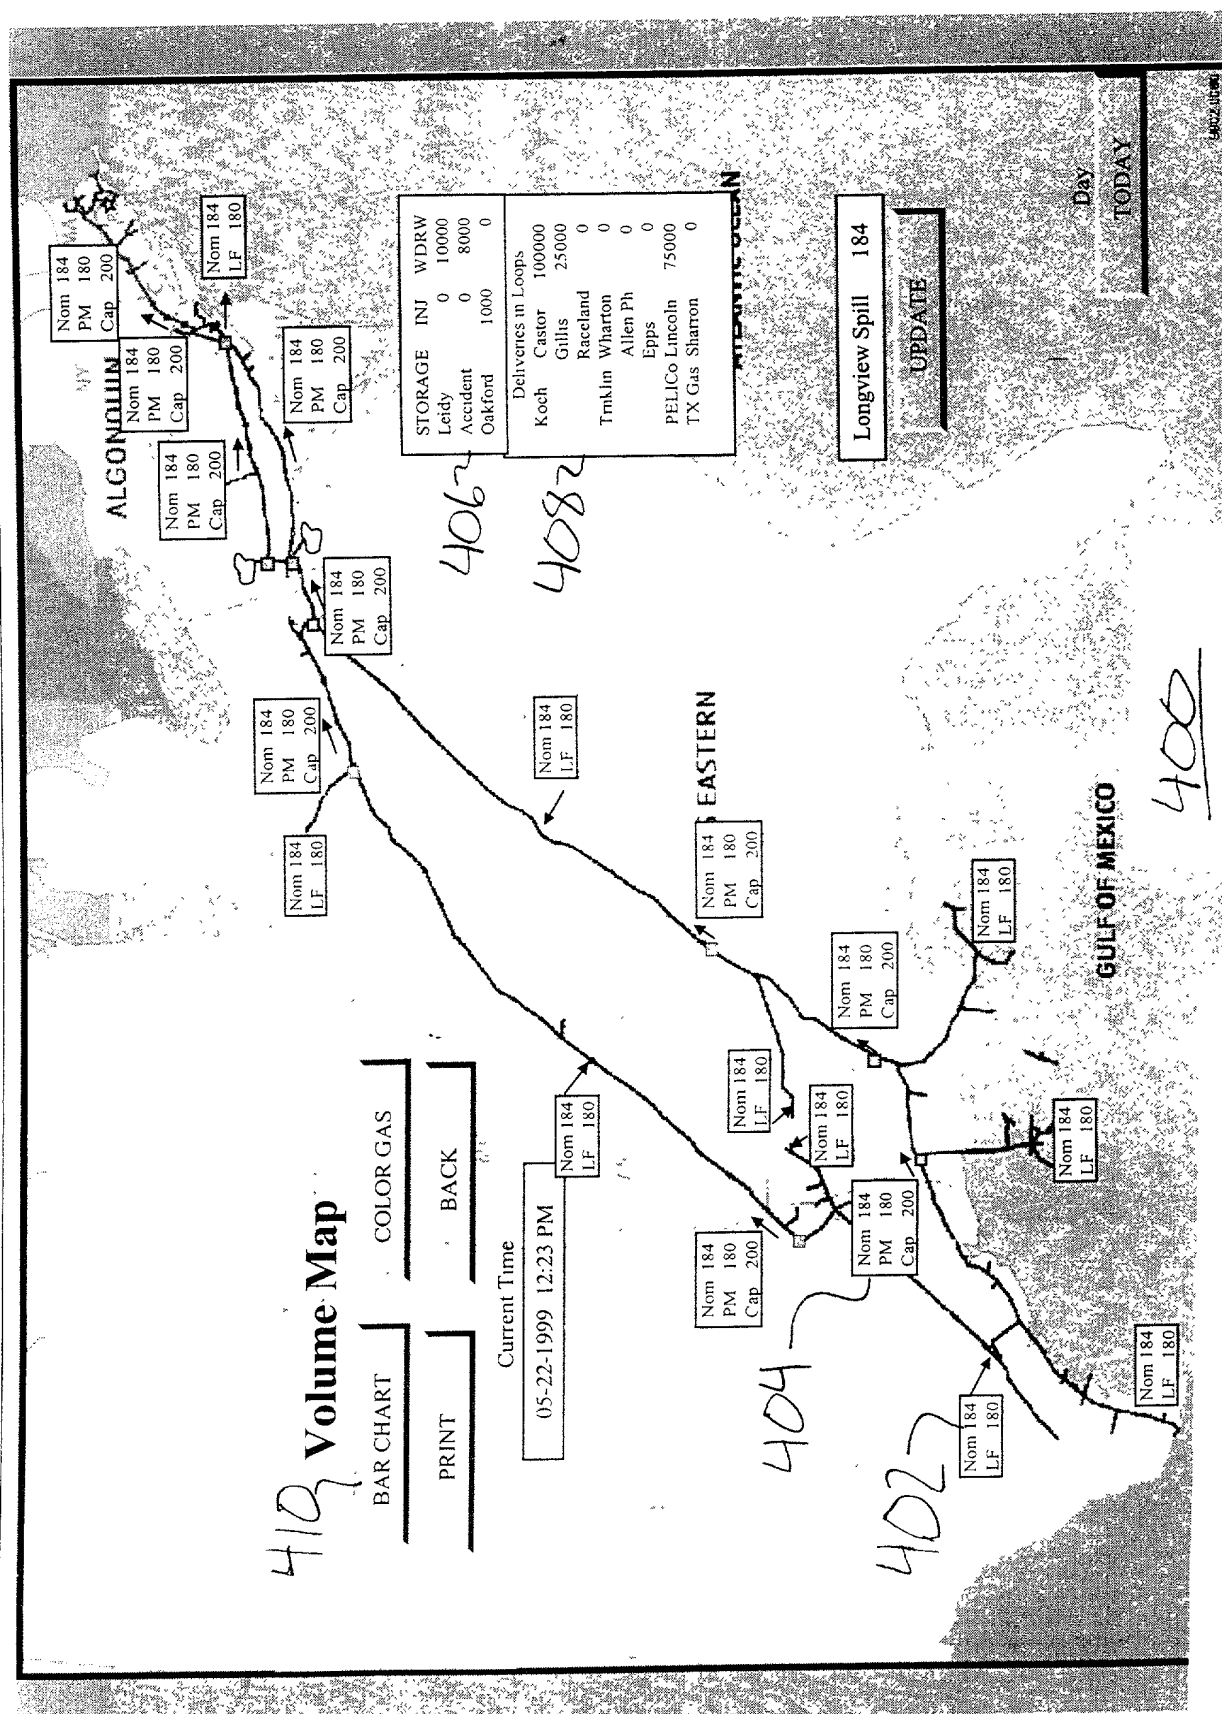 410
Volume Map
BAR CHART
COLOR GAS
PRINT
BACK
Current Time
05-22-1999 12:23 PM
ALGONQUIN
NY
Nom 184
PM 180
Cap 200
Nom 184
PM 180
Cap 200
Nom 184
PM 180
Cap 200
Nom 184
LF 180
Nom 184
PM 180
Cap 200
Nom 184
PM 180
Cap 200
Nom 184
PM 180
Cap 200
Nom 184
LF 180
Nom 184
LF 180
Nom 184
LF 180
EASTERN
Nom 184
PM 180
Cap 200
Nom 184
PM 180
Cap 200
Nom 184
LF 180
Nom 184
LF 180
Nom 184
PM 180
Cap 200
Nom 184
PM 180
Cap 200
Nom 184
LF 180
Nom 184
LF 180
Nom 184
LF 180
Nom 184
LF 180
404
402
406
STORAGE INJ WDRW
Leidy 0 100000
Accident 0 8000
Oakford 1000 0
408
Deliveries in Loops
Koch Castor 100000
Gillis 25000
Raceland 0
Trnklin Wharton 0
Allen Ph 0
Epps 0
PELICo Lincoln 75000
TX Gas Sharron 0
ATLANTIC OCEAN
Longview Spill 184
UPDATE
GULF OF MEXICO
Day
TODAY
400